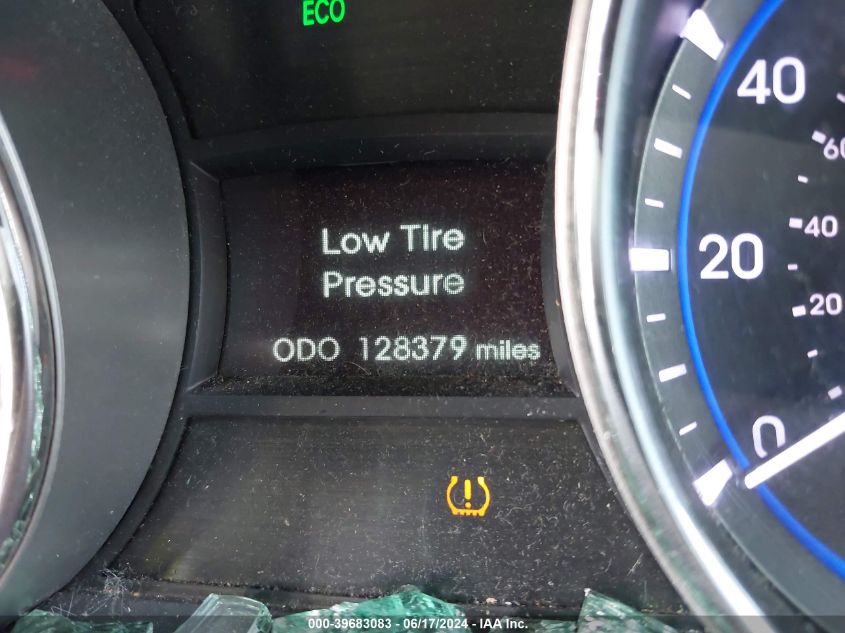 ECO
40
60
Low Tire
Pressure
20
40
20
ODO 128379 miles
0
000-39683083 - 06/17/2024 - IAA, Inc.